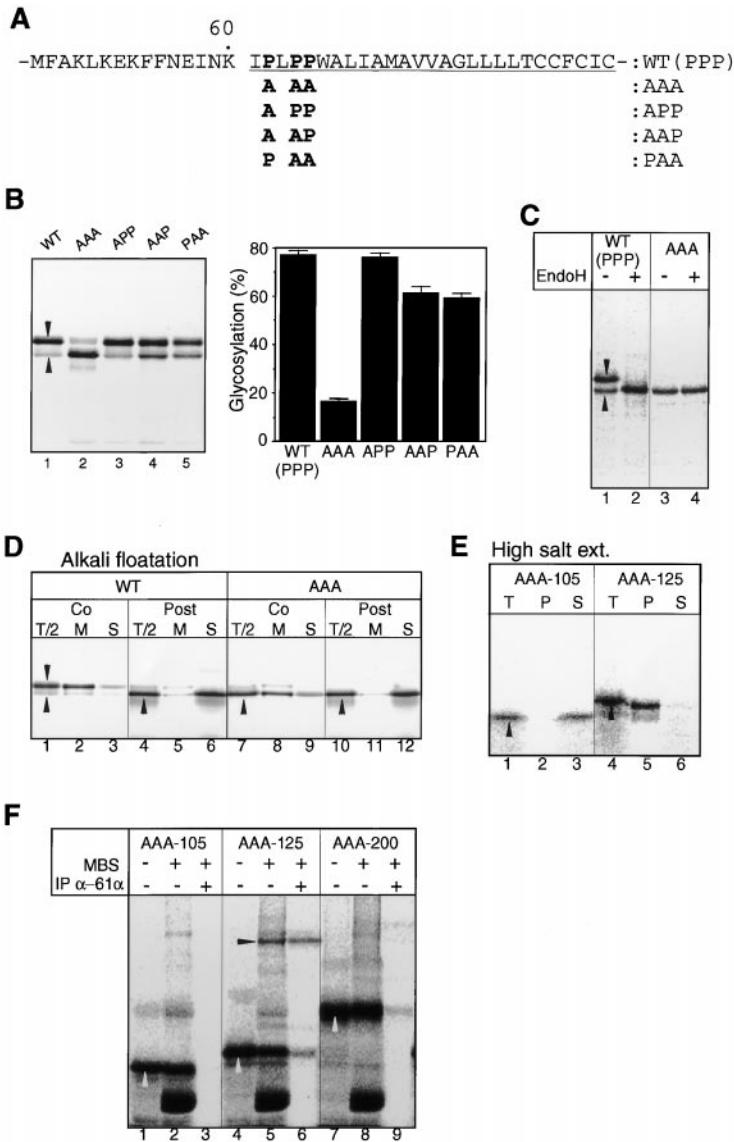 A
60
-MFAKLKEKFFNEINK IPLPPWALIAMAVVAGLLLLTCCFCIC- :WT(PPP)
A AA :AAA
A PP :APP
A AP :AAP
P AA :PAA
B
WT AAA APP AAP PAA
1 2 3 4 5
Glycosylation (%)
80
60
40
20
0
WT (PPP) AAA APP AAP PAA
C
WT (PPP) AAA
EndoH - + - +
1 2 3 4
D
Alkali floatation
WT AAA
Co Post Co Post
T/2 M S T/2 M S T/2 M S T/2 M S
1 2 3 4 5 6 7 8 9 10 11 12
E
High salt ext.
AAA-105 AAA-125
T P S T P S
1 2 3 4 5 6
F
AAA-105 AAA-125 AAA-200
MBS - + + - + + - + +
IP α-61α - - + - - + - - +
1 2 3 4 5 6 7 8 9